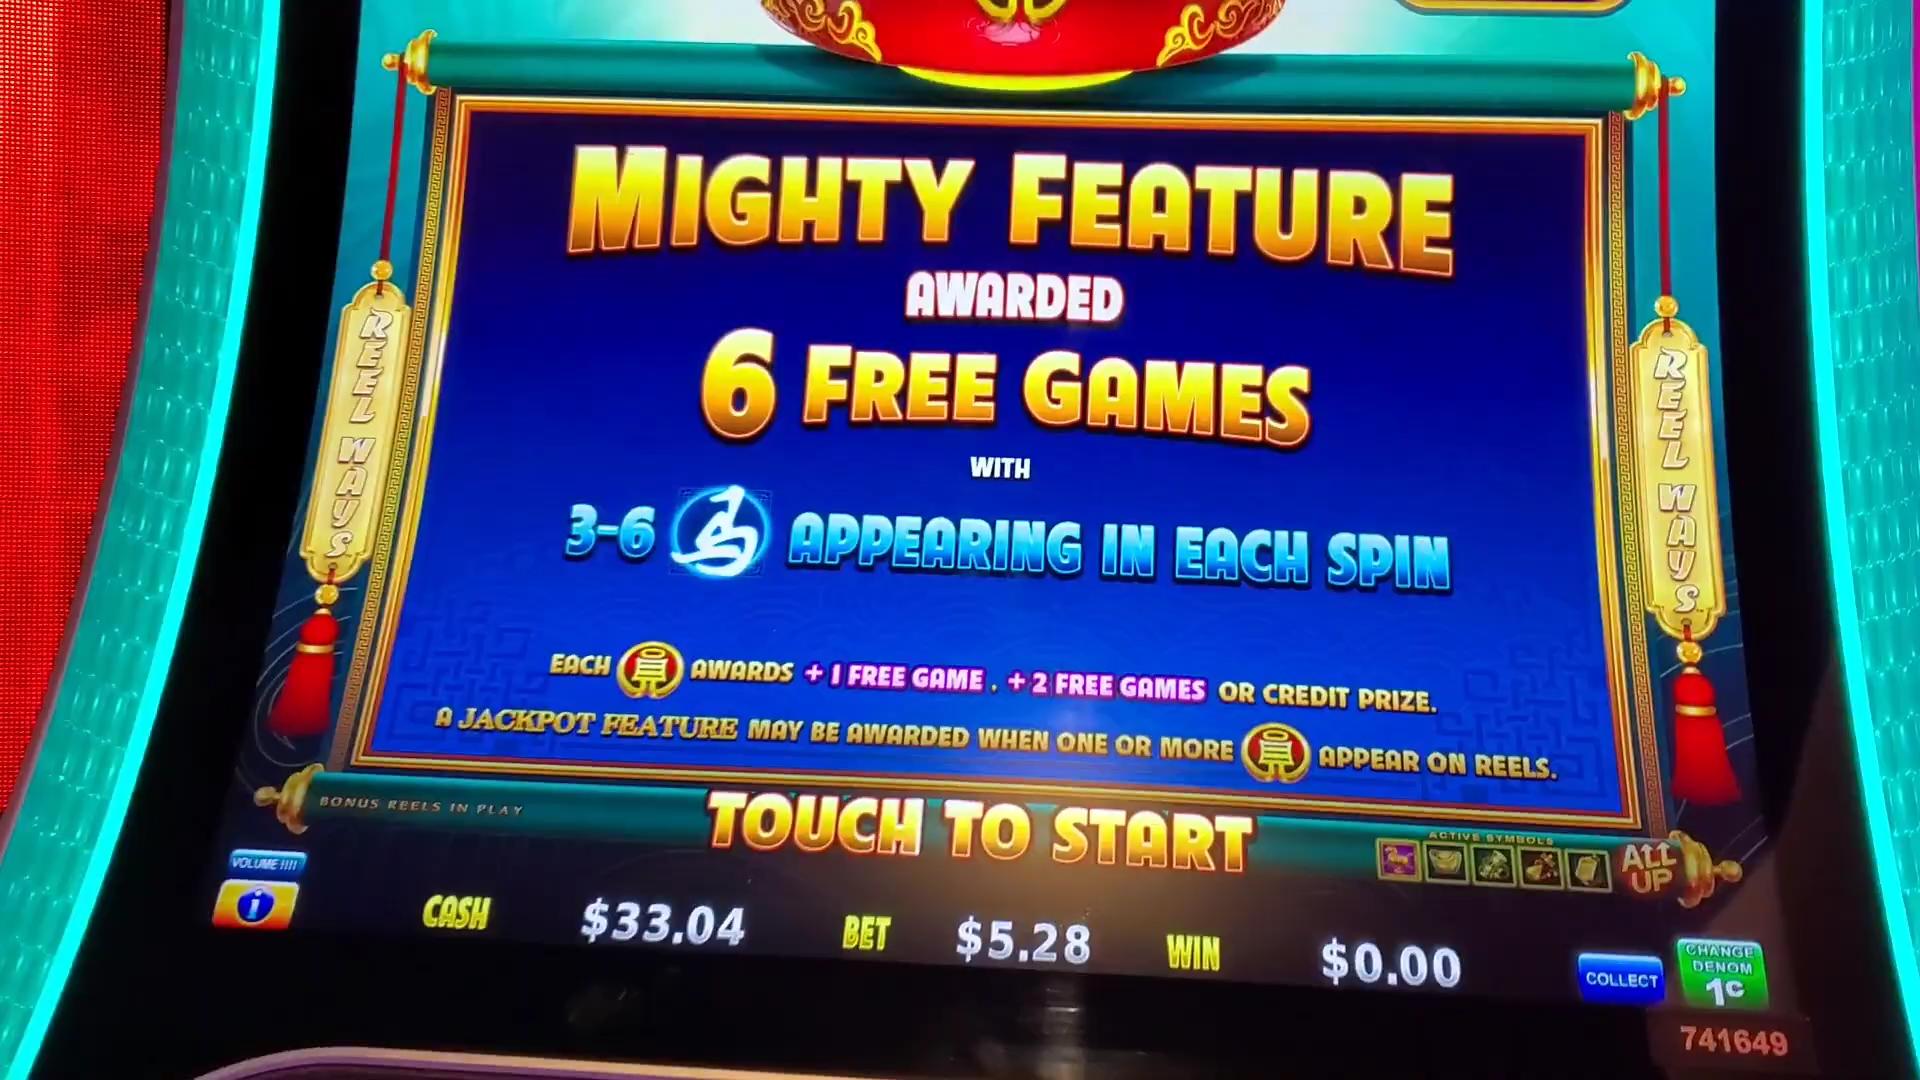 MIGHTY FEATURE
AWARDED
6 FREE GAMES
WITH
3-6 APPEARING IN EACH SPIN
EACH AWARDS +1 FREE GAME, +2 FREE GAMES OR CREDIT PRIZE.
A JACKPOT FEATURE MAY BE AWARDED WHEN ONE OR MORE APPEAR ON REELS.
REEL WAYS
REEL WAYS
BONUS REELS IN PLAY
TOUCH TO START
ACTIVE SYMBOLS
ALL UP
VOLUME !!!!
i
CASH $33.04 BET $5.28 WIN $0.00
COLLECT
CHANGE
DENOM
1¢
741649